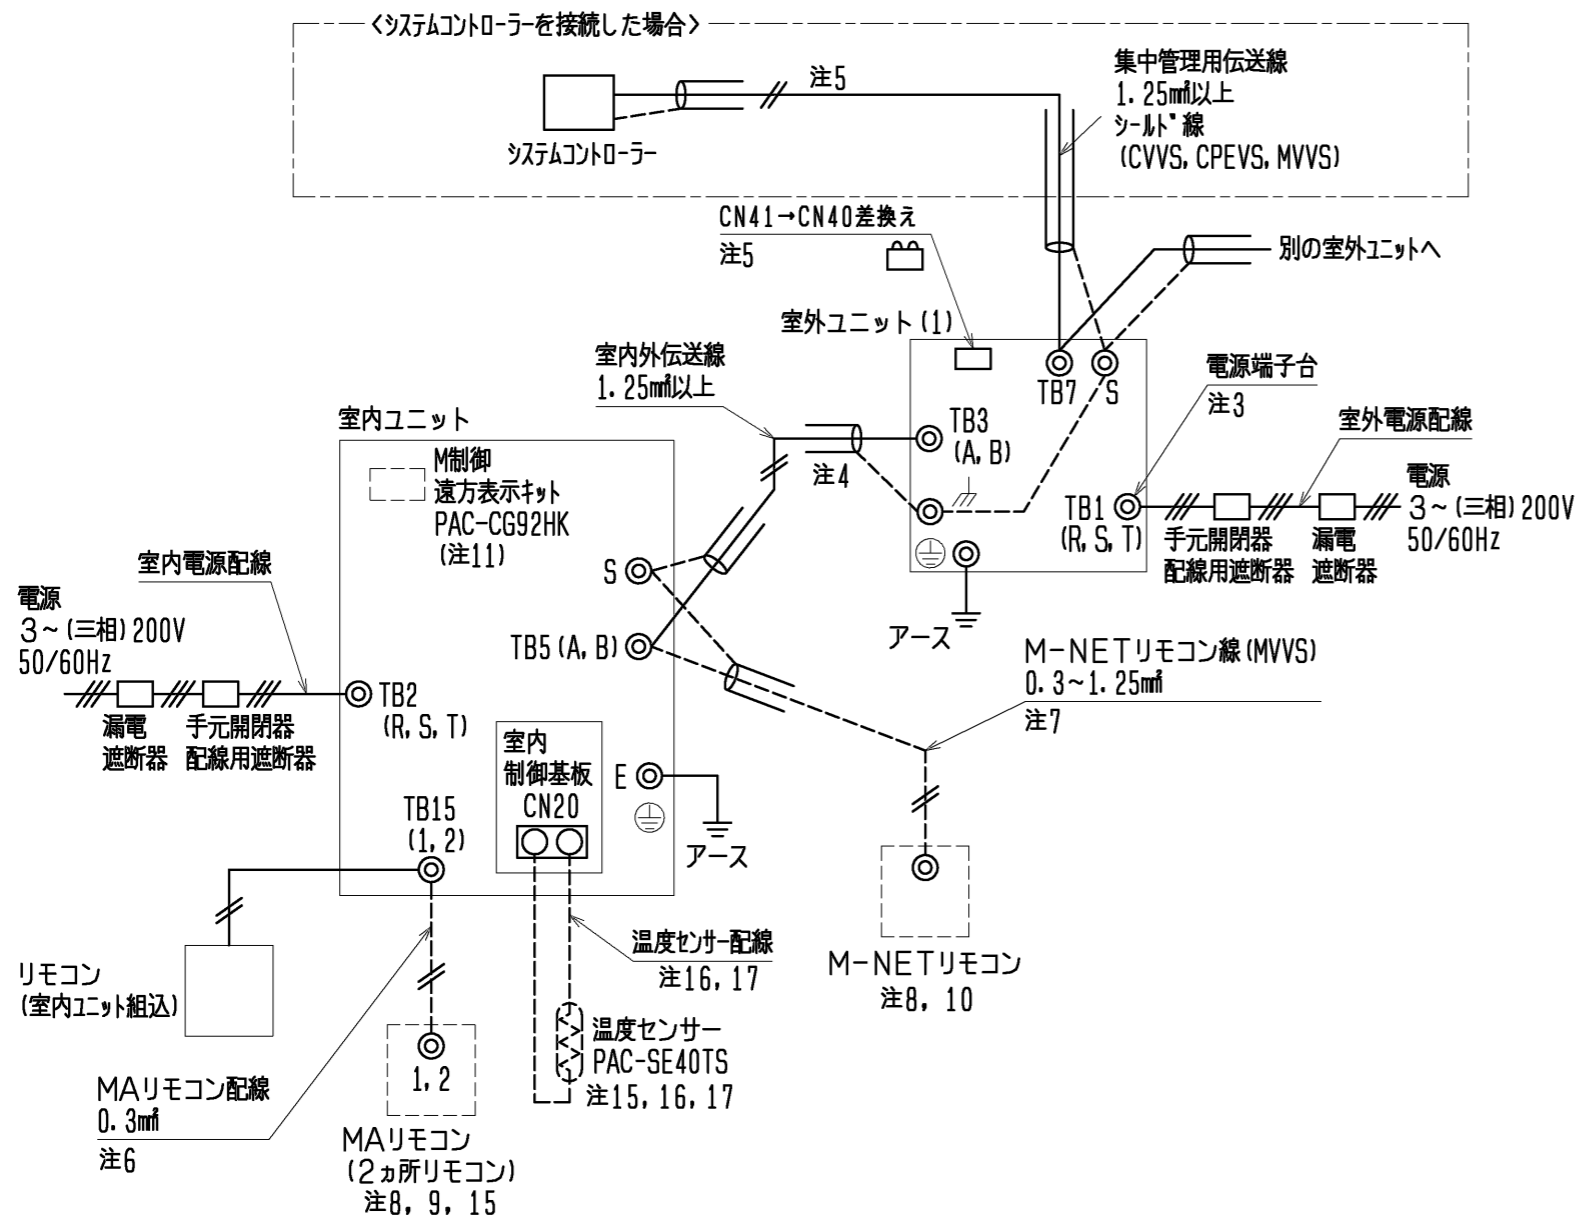 〈システムコントローラーを接続した場合〉
注5
集中管理用伝送線
1.25㎟以上
シールド線
(CVVS, CPEVS, MVVS)
システムコントローラー
CN41→CN40差換え
注5
別の室外ユニットへ
室外ユニット(1)
室内外伝送線
1.25㎟以上
TB7
S
電源端子台
注3
室外電源配線
電源
3~(三相)200V
50/60Hz
TB3
(A, B)
注4
TB1
(R, S, T)
手元開閉器
配線用遮断器
漏電
遮断器
アース
室内ユニット
M制御
遠方表示キット
PAC-CG92HK
(注11)
S
TB5(A, B)
室内電源配線
電源
3~(三相)200V
50/60Hz
漏電
遮断器
手元開閉器
配線用遮断器
TB2
(R, S, T)
室内
制御基板
CN20
E
アース
TB15
(1, 2)
M-NETリモコン線(MVVS)
0.3~1.25㎟
注7
M-NETリモコン
注8, 10
温度センサー配線
注16, 17
温度センサー
PAC-SE40TS
注15, 16, 17
リモコン
(室内ユニット組込)
MAリモコン配線
0.3㎟
注6
1, 2
MAリモコン
(2ヵ所リモコン)
注8, 9, 15